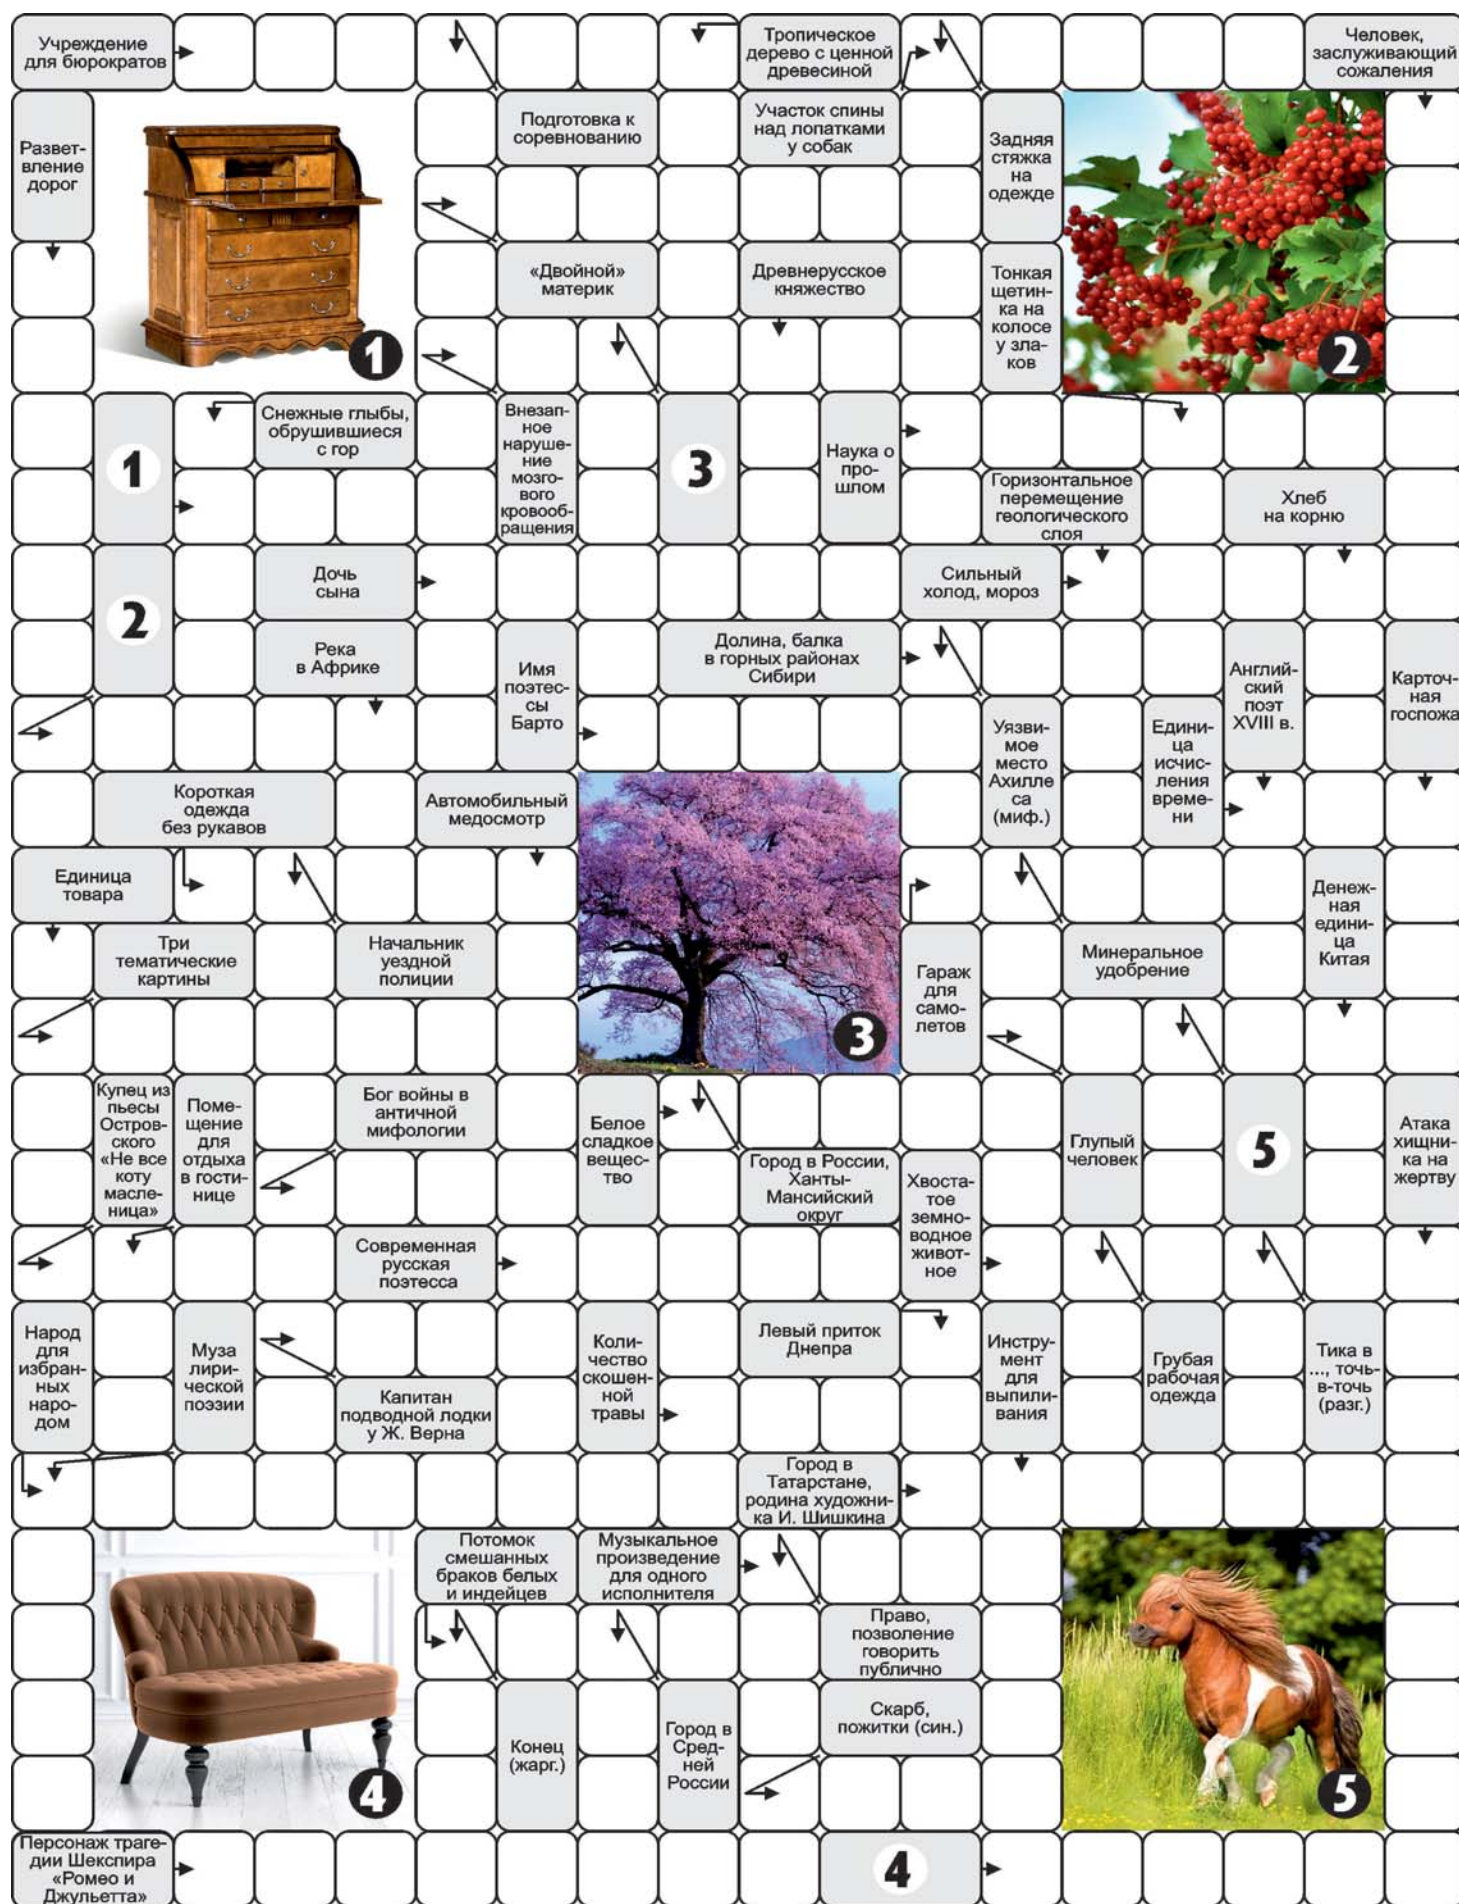 Учреждение
для бюрократов
Тропическое
дерево с ценной
древесиной
Человек,
заслуживающий
сожаления
Развет-
вление
дорог
Подготовка к
соревнованию
Участок спины
над лопатками
у собак
Задняя
стяжка
на
одежде
«Двойной»
материк
Древнерусское
княжество
Тонкая
щетин-
ка на
колосе
у зла-
ков
1
2
1
Снежные глыбы,
обрушившиеся
с гор
Внезап-
ное
наруше-
ние
мозго-
вого
кровооб-
ращения
3
Наука о
про-
шлом
Горизонтальное
перемещение
геологического
слоя
Хлеб
на корню
2
Дочь
сына
Сильный
холод, мороз
Река
в Африке
Имя
поэтес-
сы
Барто
Долина, балка
в горных районах
Сибири
Англий-
ский
поэт
XVIII в.
Карточ-
ная
госпожа
Уязви-
мое
место
Ахилле
са
(миф.)
Едини-
ца
исчис-
ления
време-
ни
Короткая
одежда
без рукавов
Автомобильный
медосмотр
Единица
товара
Денеж-
ная
едини-
ца
Китая
Три
тематические
картины
Начальник
уездной
полиции
3
Гараж
для
само-
летов
Минеральное
удобрение
Купец из
пьесы
Остров-
ского
«Не все
коту
масле-
ница»
Поме-
щение
для
отдыха
в гости-
нице
Бог войны в
античной
мифологии
Белое
сладкое
вещес-
тво
Глупый
человек
5
Атака
хищни-
ка на
жертву
Город в России,
Ханты-
Мансийский
округ
Хвоста-
тое
земно-
водное
живот-
ное
Современная
русская
поэтесса
Народ
для
избран-
ных
наро-
дом
Муза
лири-
ческой
поэзии
Коли-
чество
скошен-
ной
травы
Левый приток
Днепра
Инстру-
мент
для
выпили-
вания
Грубая
рабочая
одежда
Тика в
..., точь-
в-точь
(разг.)
Капитан
подводной лодки
у Ж. Верна
Город в
Татарстане,
родина художни-
ка И. Шишкина
Потомок
смешанных
браков белых
и индейцев
Музыкальное
произведение
для одного
исполнителя
Право,
позволение
говорить
публично
Конец
(жарг.)
Город в
Сред-
ней
России
Скарб,
пожитки (син.)
4
5
Персонаж траге-
дии Шекспира
«Ромео и
Джульетта»
4